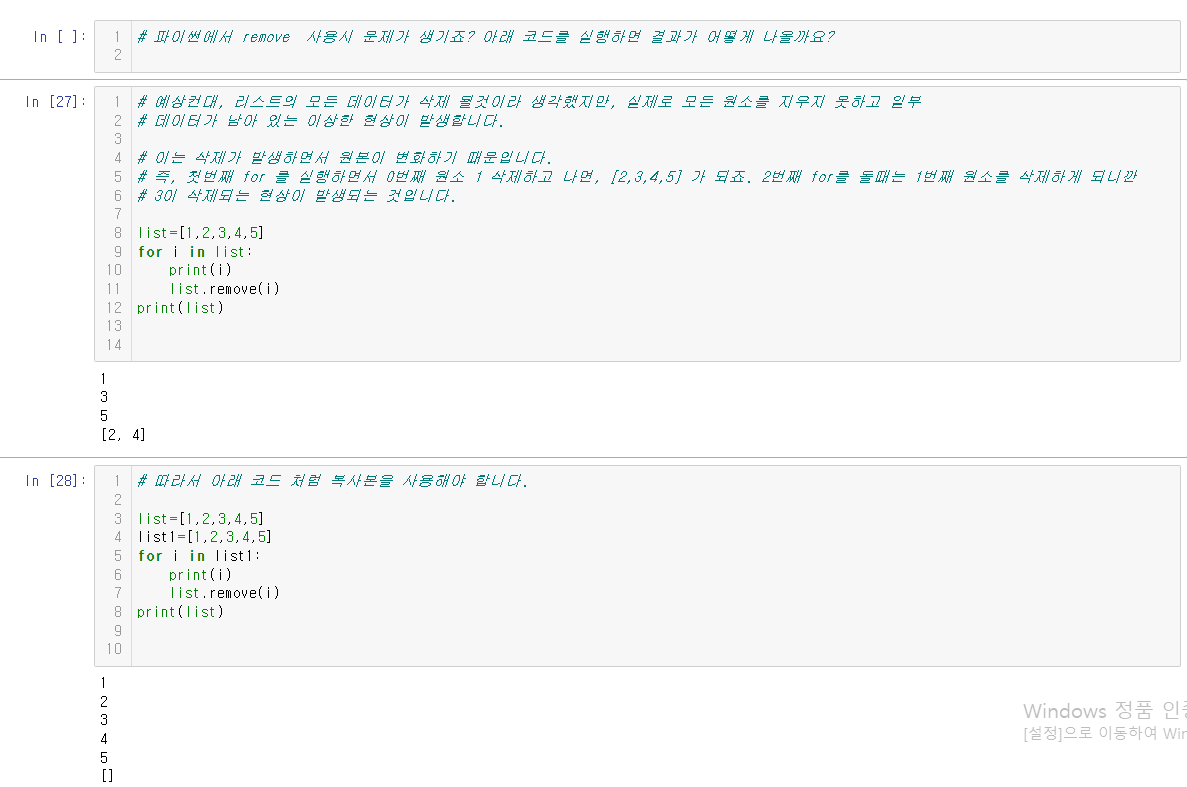 In [ ]:
1 # 파이썬에서 remove 사용시 문제가 생기죠? 아래 코드를 실행하면 결과가 어떻게 나올까요?
2
In [27]:
1 # 예상컨대, 리스트의 모든 데이터가 삭제 될것이라 생각했지만, 실제로 모든 원소를 지우지 못하고 일부
2 # 데이터가 남아 있는 이상한 현상이 발생합니다.
3
4 # 이는 삭제가 발생하면서 원본이 변화하기 때문입니다.
5 # 즉, 첫번째 for 를 실행하면서 0번째 원소 1 삭제하고 나면, [2,3,4,5] 가 되죠. 2번째 for를 돌때는 1번째 원소를 삭제하게 되니깐
6 # 3이 삭제되는 현상이 발생되는 것입니다.
7
8 list=[1,2,3,4,5]
9 for i in list:
10     print(i)
11     list.remove(i)
12 print(list)
13
14
1
3
5
[2, 4]
In [28]:
1 # 따라서 아래 코드 처럼 복사본을 사용해야 합니다.
2
3 list=[1,2,3,4,5]
4 list1=[1,2,3,4,5]
5 for i in list1:
6     print(i)
7     list.remove(i)
8 print(list)
9
10
1
2
3
4
5
[]
Windows 정품 인증
[설정]으로 이동하여 Win